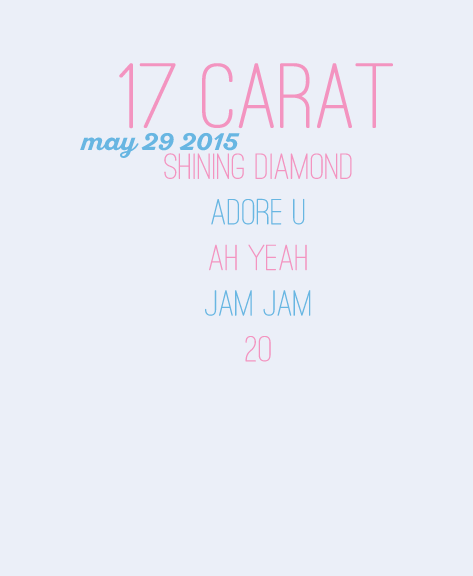 17 CARAT
may 29 2015
SHINING DIAMOND
ADORE U
AH YEAH
JAM JAM
20